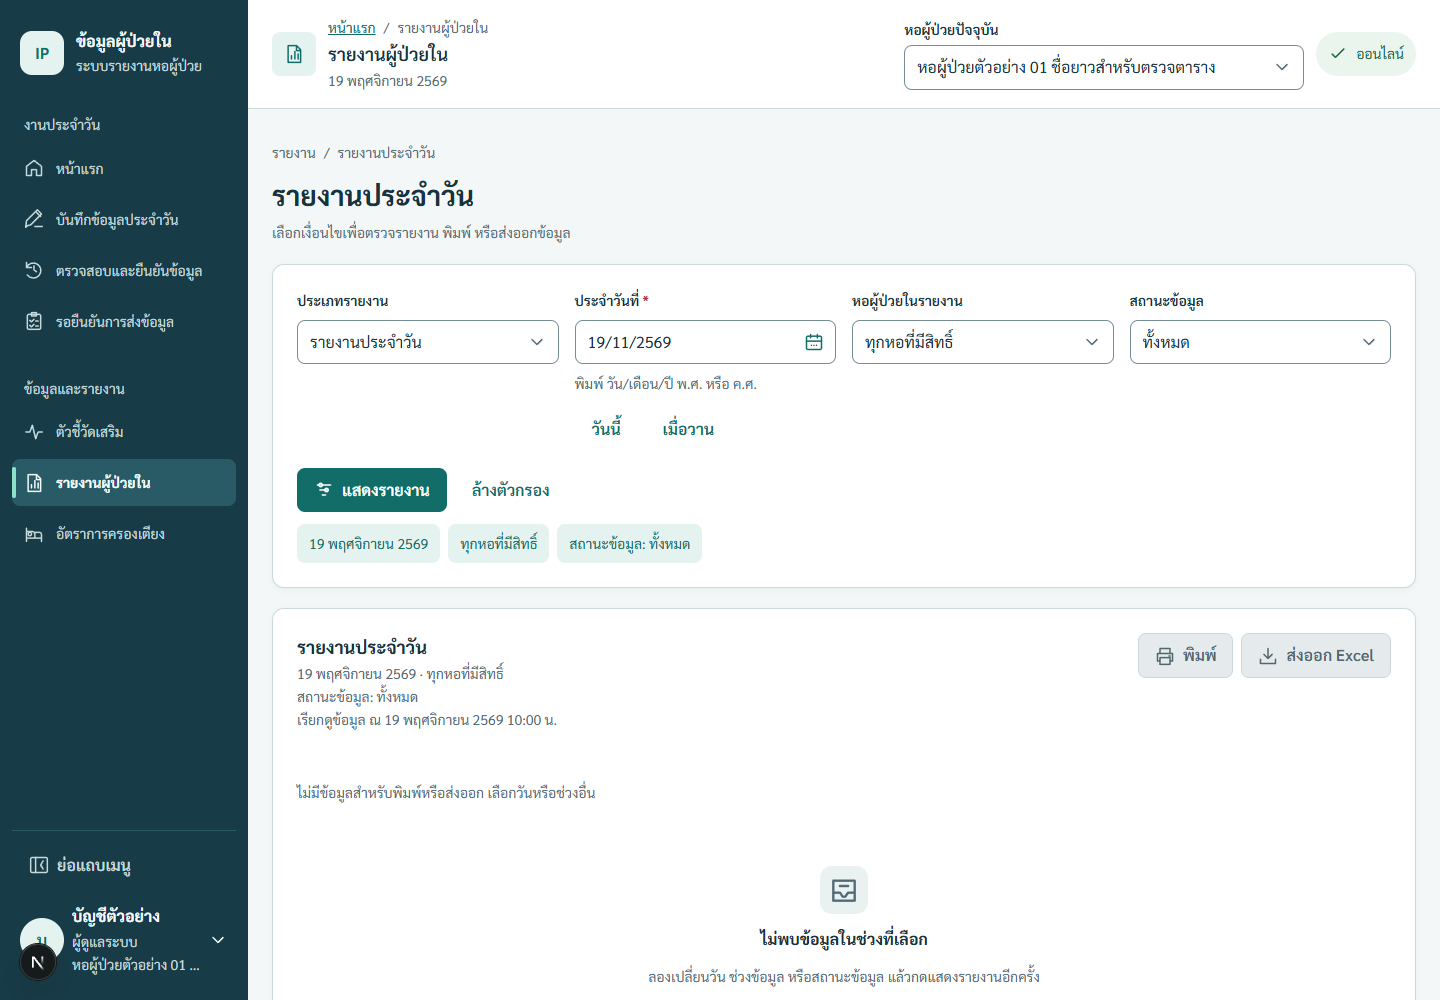 IP
ข้อมูลผู้ป่วยใน
ระบบรายงานหอผู้ป่วย
งานประจำวัน
หน้าแรก
บันทึกข้อมูลประจำวัน
ตรวจสอบและยืนยันข้อมูล
รอยืนยันการส่งข้อมูล
ข้อมูลและรายงาน
ตัวชี้วัดเสริม
รายงานผู้ป่วยใน
อัตราการครองเตียง
ย่อแถบเมนู
บัญชีตัวอย่าง
ผู้ดูแลระบบ
หอผู้ป่วยตัวอย่าง 01 ...
N
หน้าแรก / รายงานผู้ป่วยใน
รายงานผู้ป่วยใน
19 พฤศจิกายน 2569
หอผู้ป่วยปัจจุบัน
หอผู้ป่วยตัวอย่าง 01 ชื่อยาวสำหรับตรวจตาราง
ออนไลน์
รายงาน / รายงานประจำวัน
รายงานประจำวัน
เลือกเงื่อนไขเพื่อตรวจรายงาน พิมพ์ หรือส่งออกข้อมูล
ประเภทรายงาน
รายงานประจำวัน
ประจำวันที่ *
19/11/2569
พิมพ์ วัน/เดือน/ปี พ.ศ. หรือ ค.ศ.
วันนี้ เมื่อวาน
หอผู้ป่วยในรายงาน
ทุกหอที่มีสิทธิ์
สถานะข้อมูล
ทั้งหมด
แสดงรายงาน ล้างตัวกรอง
19 พฤศจิกายน 2569 ทุกหอที่มีสิทธิ์ สถานะข้อมูล: ทั้งหมด
รายงานประจำวัน
19 พฤศจิกายน 2569 · ทุกหอที่มีสิทธิ์
สถานะข้อมูล: ทั้งหมด
เรียกดูข้อมูล ณ 19 พฤศจิกายน 2569 10:00 น.
พิมพ์ ส่งออก Excel
ไม่มีข้อมูลสำหรับพิมพ์หรือส่งออก เลือกวันหรือช่วงอื่น
ไม่พบข้อมูลในช่วงที่เลือก
ลองเปลี่ยนวัน ช่วงข้อมูล หรือสถานะข้อมูล แล้วกดแสดงรายงานอีกครั้ง